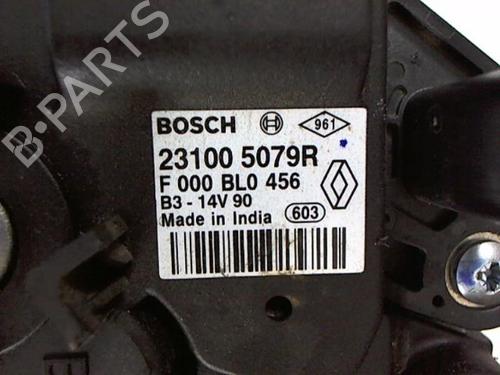 B-PARTS
BOSCH 961
23100 5079R
F 000 BL0 456
B3 - 14V 90
Made in India 603